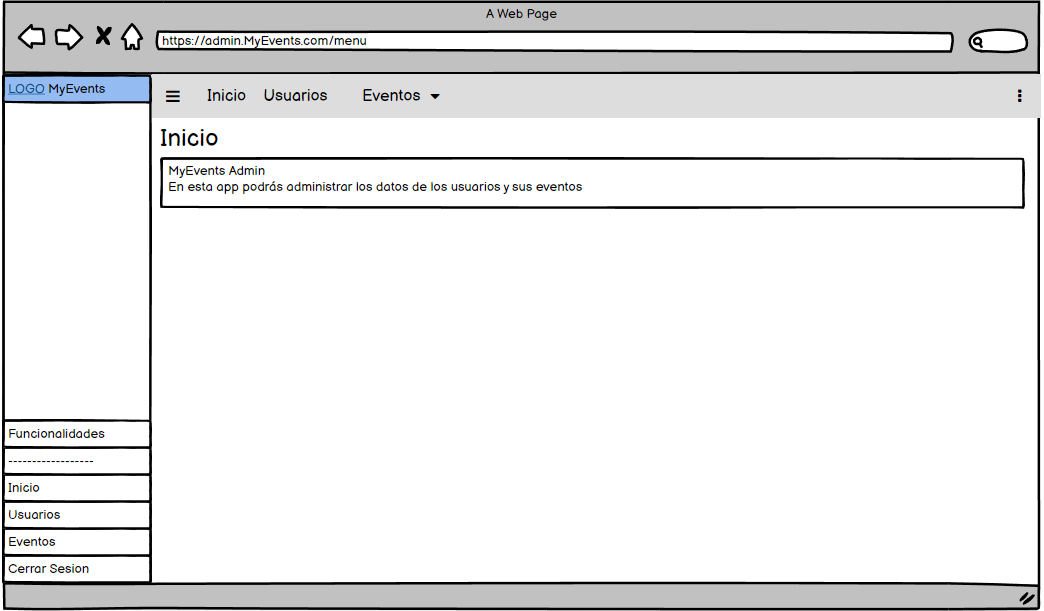 A Web Page
https://admin.MyEvents.com/menu
LOGO MyEvents
Inicio Usuarios Eventos
Inicio
MyEvents Admin
En esta app podrás administrar los datos de los usuarios y sus eventos
Funcionalidades
------------------
Inicio
Usuarios
Eventos
Cerrar Sesion